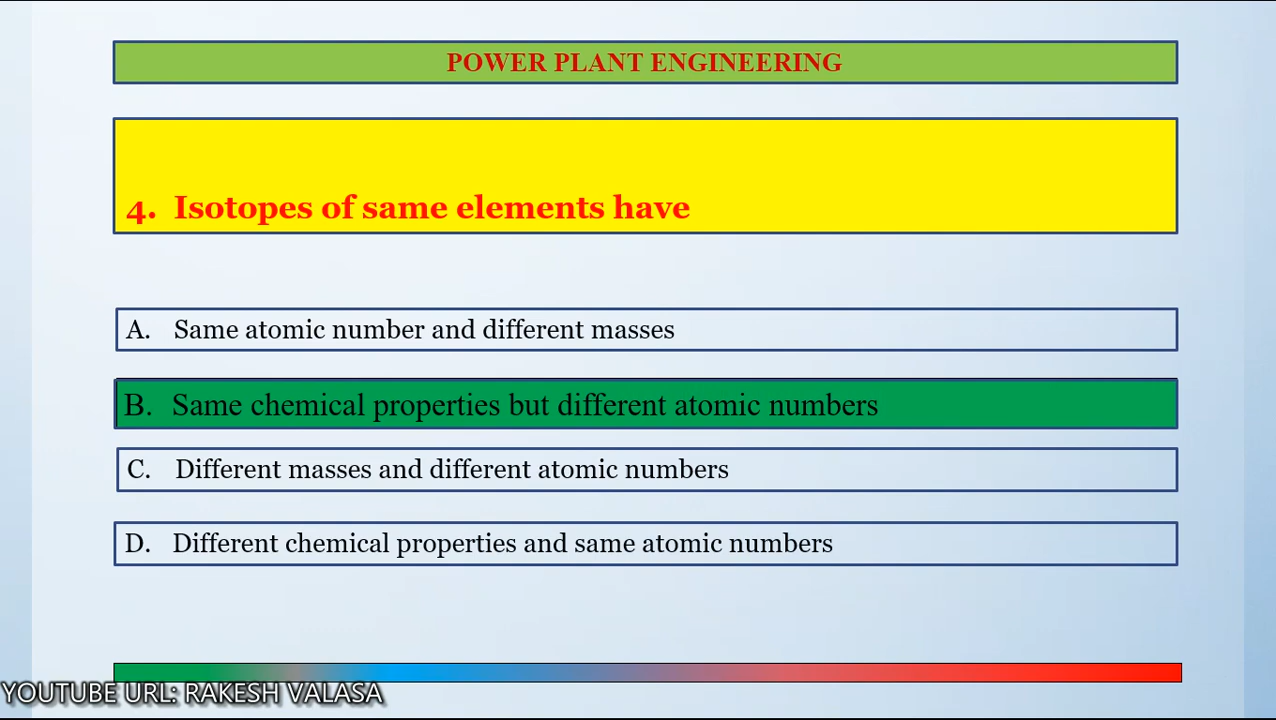 POWER PLANT ENGINEERING
4. Isotopes of same elements have
A. Same atomic number and different masses
B. Same chemical properties but different atomic numbers
C. Different masses and different atomic numbers
D. Different chemical properties and same atomic numbers
YOUTUBE URL: RAKESH VALASA